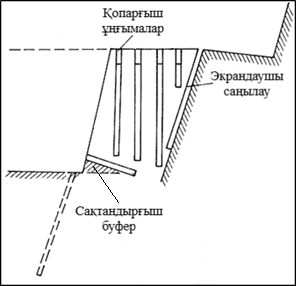 Қопарғыш
ұңғымалар
Экрандаушы
саңылау
Сақтандырғыш
буфер